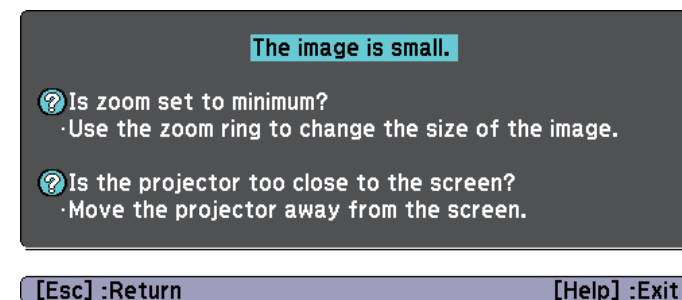 The image is small.
?Is zoom set to minimum?
·Use the zoom ring to change the size of the image.
?Is the projector too close to the screen?
·Move the projector away from the screen.
[Esc] :Return [Help] :Exit